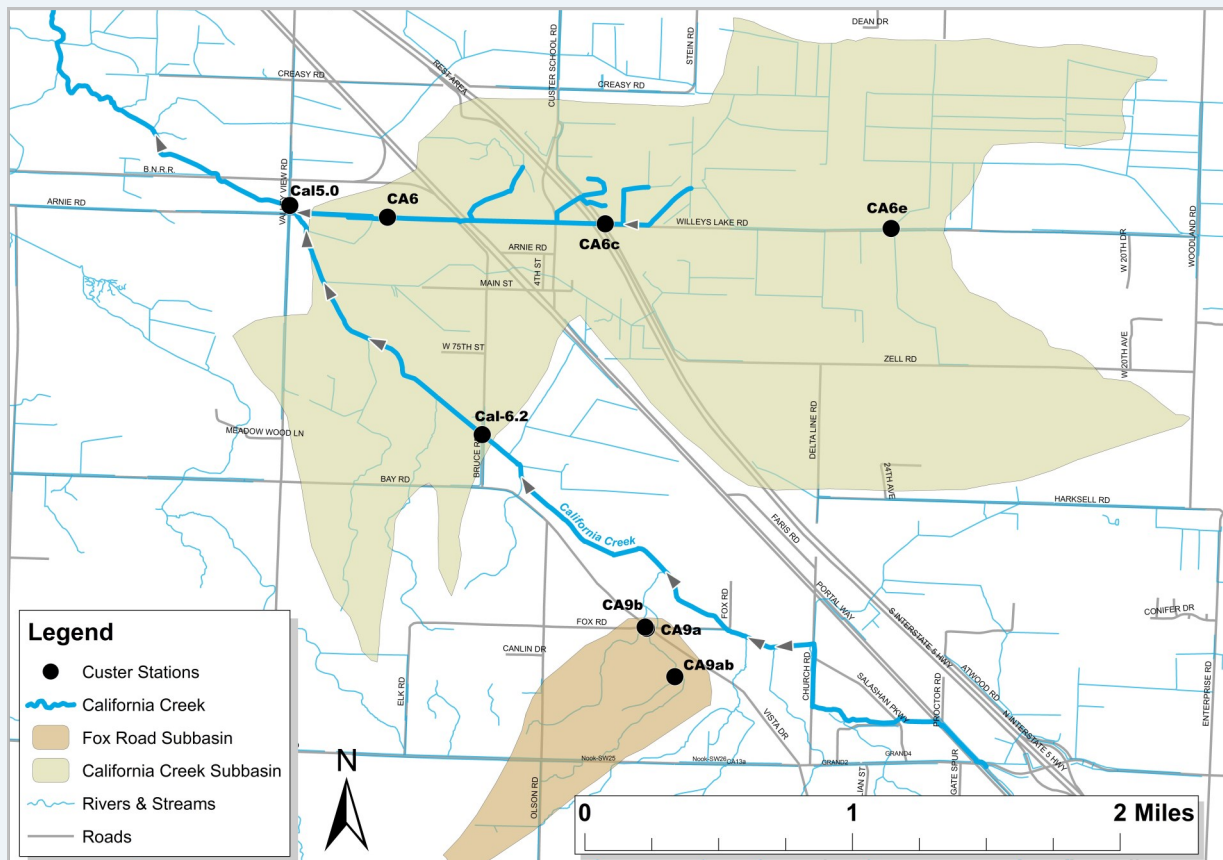 DEAN DR
CUSTER SCHOOL RD
STEIN RD
REST AREA
CREASY RD
CREASY RD
B.N.R.R.
Cal5.0
CA6
CA6c
CA6e
ARNIE RD
WILLEYS LAKE RD
WOODLAND RD
W 20TH DR
ARNIE RD
4TH ST
MAIN ST
W 75TH ST
ZELL RD
W 20TH AVE
DELTA LINE RD
Cal-6.2
MEADOW WOOD LN
BAY RD
24TH AVE
HARKSELL RD
California Creek
FARIS RD
PORTAL WAY
S INTERSTATE 5 HWY
CA9b
FOX RD
CA9a
FOX RD
CONIFER DR
CANLIN DR
CA9ab
ELK RD
CHURCH RD
SALASHAN PKWY
PROCTOR RD
ATWOOD RD
N INTERSTATE 5 HWY
ENTERPRISE RD
VISTA DR
OLSON RD
Nook-SW25
Nook-SW26
CA13a
GRAND2
GRAND4
GATE SPUR
Legend
Custer Stations
California Creek
Fox Road Subbasin
California Creek Subbasin
Rivers & Streams
Roads
N
0
1
2 Miles